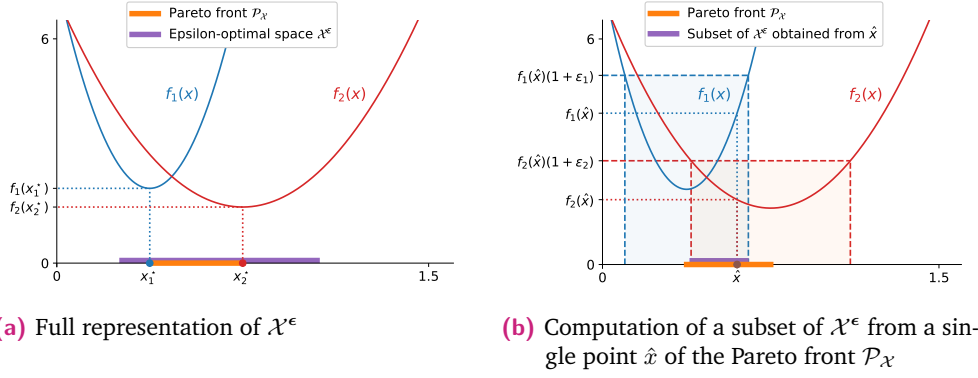 Pareto front 𝒫_𝒳
Epsilon-optimal space 𝒳^ϵ
6
f₁(x)
f₂(x)
f₁(x₁*)
f₂(x₂*)
0
0
x₁*
x₂*
1.5
(a) Full representation of 𝒳^ϵ
Pareto front 𝒫_𝒳
Subset of 𝒳^ϵ obtained from x̂
6
f₁(x̂)(1 + ε₁)
f₁(x)
f₂(x)
f₁(x̂)
f₂(x̂)(1 + ε₂)
f₂(x̂)
0
0
x̂
1.5
(b) Computation of a subset of 𝒳^ϵ from a sin-
gle point x̂ of the Pareto front 𝒫_𝒳